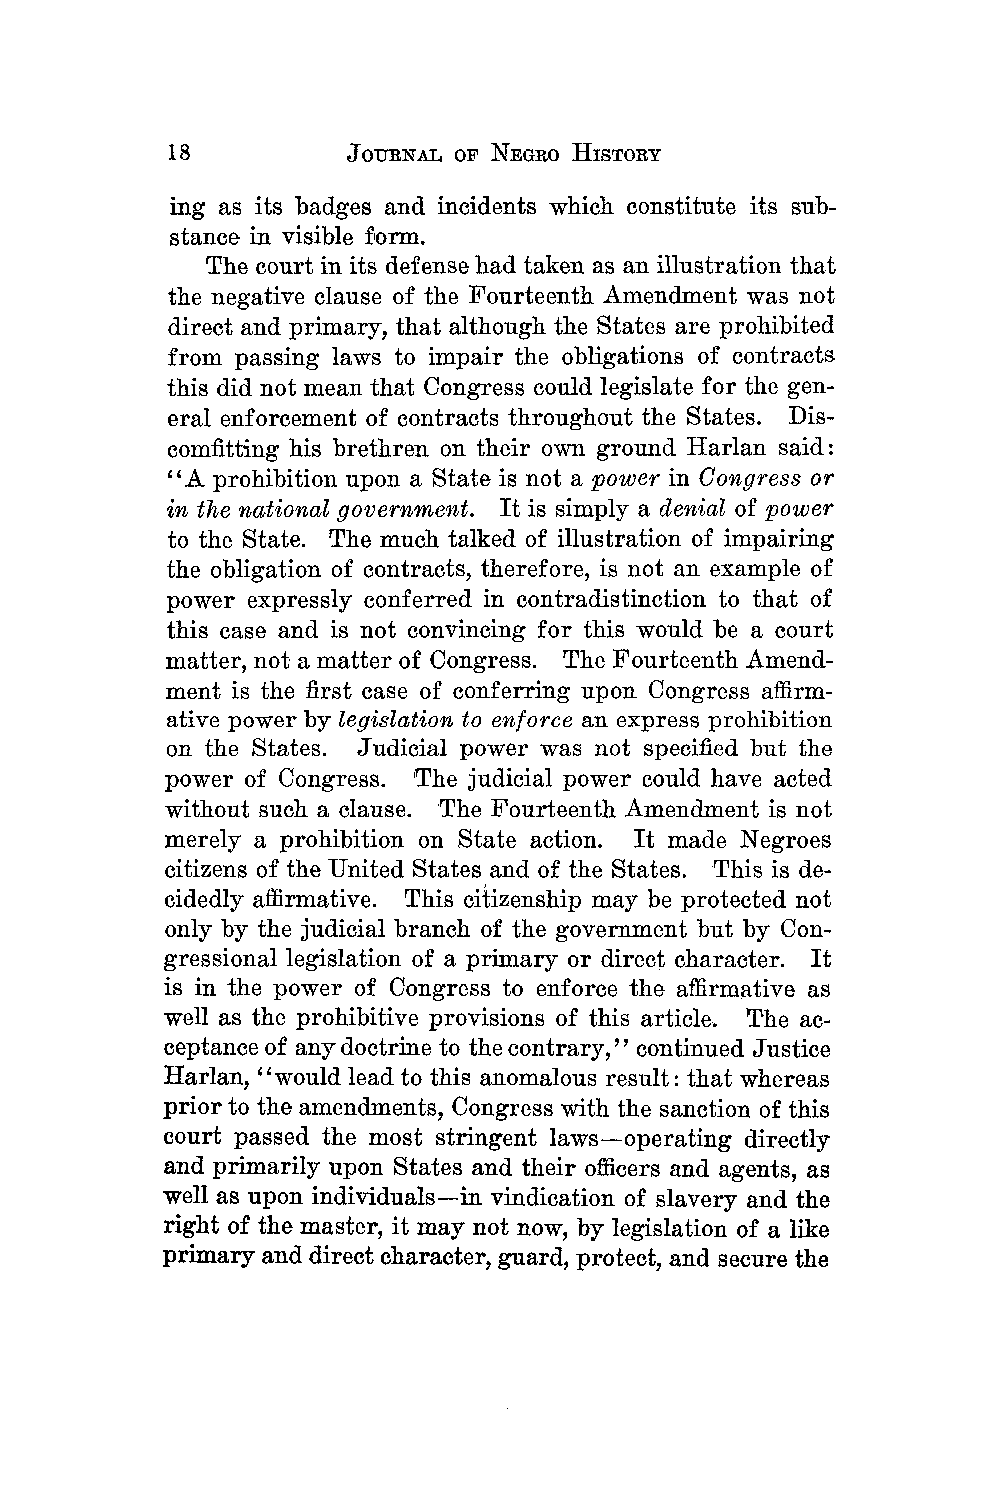 18 JOURNAL OF NEGRO HISTORY
ing as its badges and incidents which constitute its sub-
stance in visible form.
The court in its defense had taken as an illustration that
the negative clause of the Fourteenth Amendment was not
direct and primary, that although the States are prohibited
from passing laws to impair the obligations of contracts
this did not mean that Congress could legislate for the gen-
eral enforcement of contracts throughout the States. Dis-
comfitting his brethren on their own ground Harlan said:
‘‘A prohibition upon a State is not a power in Congress or
in the national government. It is simply a denial of power
to the State. The much talked of illustration of impairing
the obligation of contracts, therefore, is not an example of
power expressly conferred in contradistinction to that of
this case and is not convincing for this would be a court
matter, not a matter of Congress. The Fourteenth Amend-
ment is the first case of conferring upon Congress affirm-
ative power by legislation to enforce an express prohibition
on the States. Judicial power was not specified but the
power of Congress. The judicial power could have acted
without such a clause. The Fourteenth Amendment is not
merely a prohibition on State action. It made Negroes
citizens of the United States and of the States. This is de-
cidedly affirmative. This citizenship may be protected not
only by the judicial branch of the government but by Con-
gressional legislation of a primary or direct character. It
is in the power of Congress to enforce the affirmative as
well as the prohibitive provisions of this article. The ac-
ceptance of any doctrine to the contrary,’’ continued Justice
Harlan, ‘‘would lead to this anomalous result: that whereas
prior to the amendments, Congress with the sanction of this
court passed the most stringent laws—operating directly
and primarily upon States and their officers and agents, as
well as upon individuals—in vindication of slavery and the
right of the master, it may not now, by legislation of a like
primary and direct character, guard, protect, and secure the